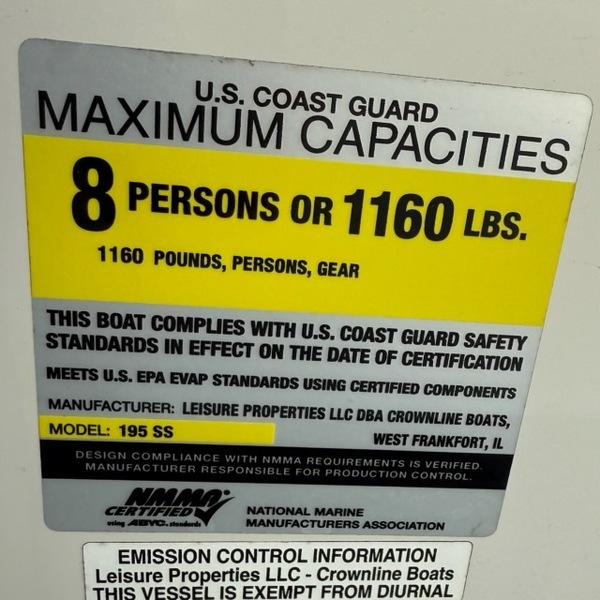 U.S. COAST GUARD
MAXIMUM CAPACITIES
8 PERSONS OR 1160 LBS.
1160 POUNDS, PERSONS, GEAR
THIS BOAT COMPLIES WITH U.S. COAST GUARD SAFETY
STANDARDS IN EFFECT ON THE DATE OF CERTIFICATION
MEETS U.S. EPA EVAP STANDARDS USING CERTIFIED COMPONENTS
MANUFACTURER: LEISURE PROPERTIES LLC DBA CROWNLINE BOATS,
MODEL: 195 SS WEST FRANKFORT, IL
DESIGN COMPLIANCE WITH NMMA REQUIREMENTS IS VERIFIED.
MANUFACTURER RESPONSIBLE FOR PRODUCTION CONTROL.
NMMA
CERTIFIED
using ABYC. standards
NATIONAL MARINE
MANUFACTURERS ASSOCIATION
EMISSION CONTROL INFORMATION
Leisure Properties LLC - Crownline Boats
THIS VESSEL IS EXEMPT FROM DIURNAL